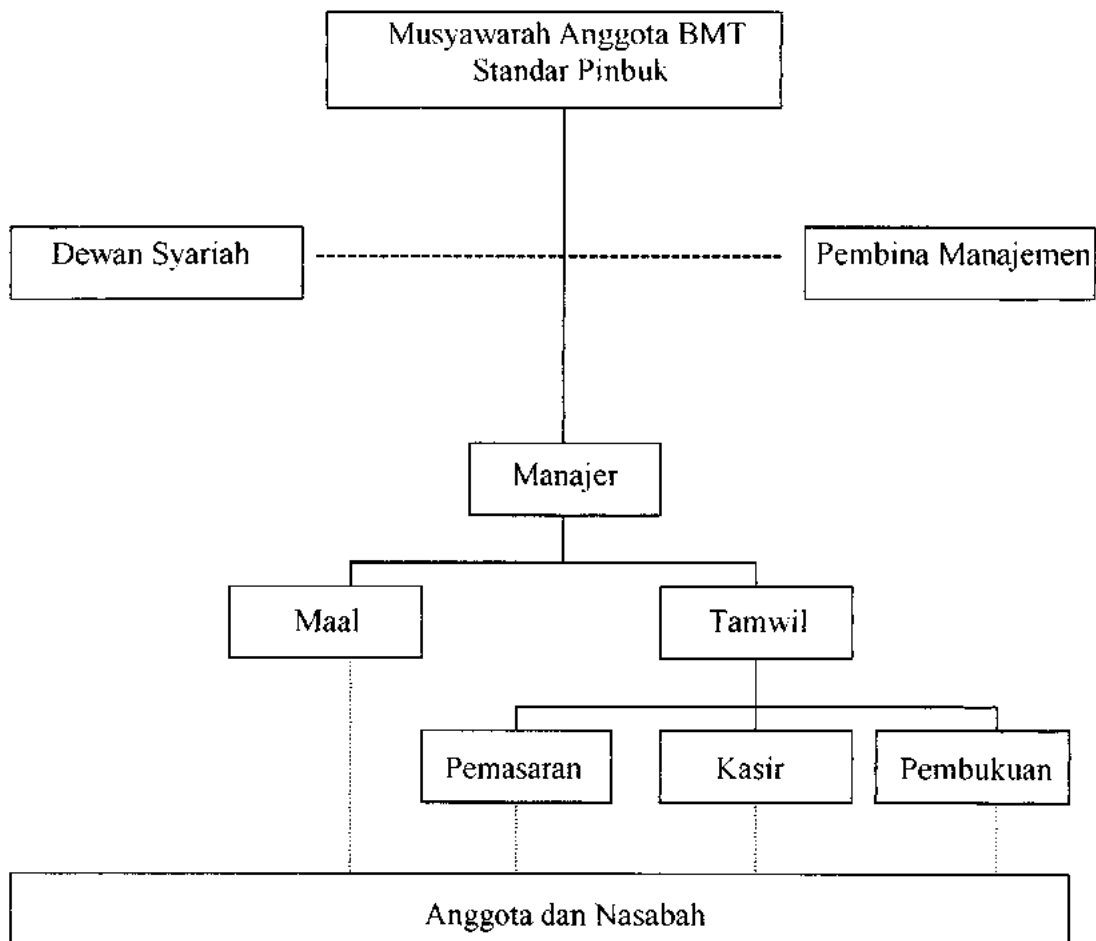 Musyawarah Anggota BMT
Standar Pinbuk
Dewan Syariah
Pembina Manajemen
Manajer
Maal
Tamwil
Pemasaran
Kasir
Pembukuan
Anggota dan Nasabah